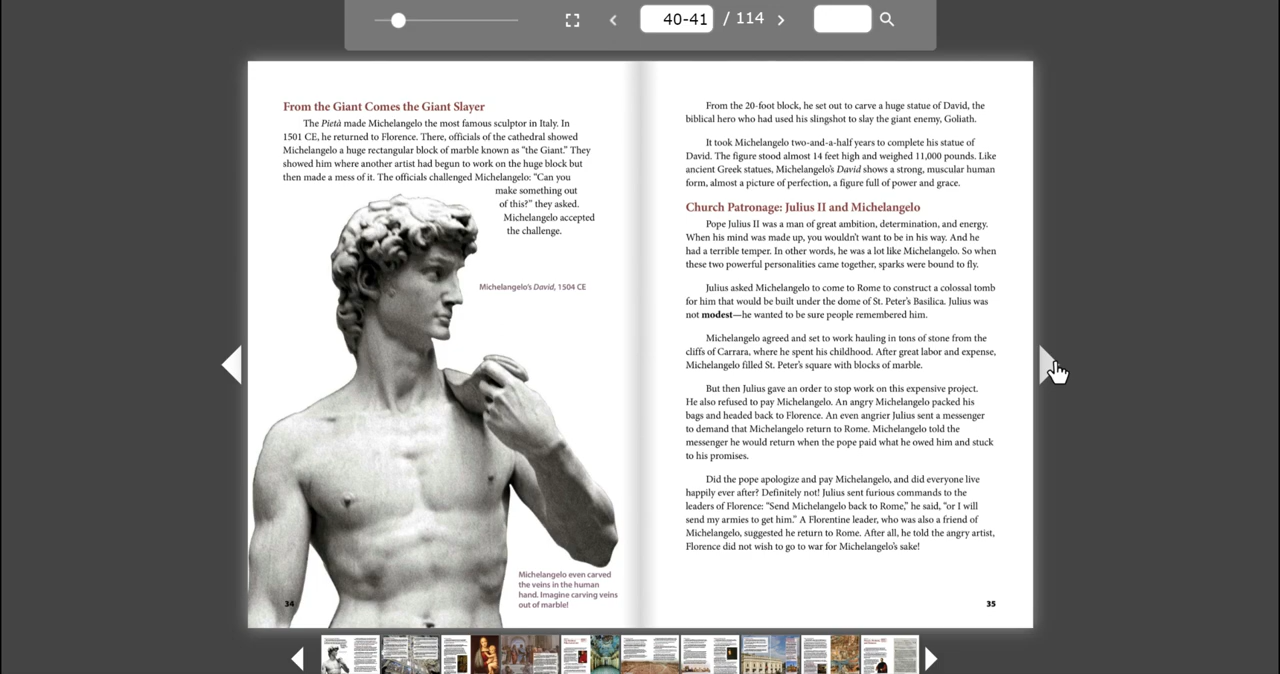 40-41 / 114
From the Giant Comes the Giant Slayer
The Pietà made Michelangelo the most famous sculptor in Italy. In
1501 CE, he returned to Florence. There, officials of the cathedral showed
Michelangelo a huge rectangular block of marble known as “the Giant.” They
showed him where another artist had begun to work on the huge block but
then made a mess of it. The officials challenged Michelangelo: “Can you
make something out
of this?” they asked.
Michelangelo accepted
the challenge.
Michelangelo’s David, 1504 CE
Michelangelo even carved
the veins in the human
hand. Imagine carving veins
out of marble!
34
From the 20-foot block, he set out to carve a huge statue of David, the
biblical hero who had used his slingshot to slay the giant enemy, Goliath.
It took Michelangelo two-and-a-half years to complete his statue of
David. The figure stood almost 14 feet high and weighed 11,000 pounds. Like
ancient Greek statues, Michelangelo’s David shows a strong, muscular human
form, almost a picture of perfection, a figure full of power and grace.
Church Patronage: Julius II and Michelangelo
Pope Julius II was a man of great ambition, determination, and energy.
When his mind was made up, you wouldn’t want to be in his way. And he
had a terrible temper. In other words, he was a lot like Michelangelo. So when
these two powerful personalities came together, sparks were bound to fly.
Julius asked Michelangelo to come to Rome to construct a colossal tomb
for him that would be built under the dome of St. Peter’s Basilica. Julius was
not modest—he wanted to be sure people remembered him.
Michelangelo agreed and set to work hauling in tons of stone from the
cliffs of Carrara, where he spent his childhood. After great labor and expense,
Michelangelo filled St. Peter’s square with blocks of marble.
But then Julius gave an order to stop work on this expensive project.
He also refused to pay Michelangelo. An angry Michelangelo packed his
bags and headed back to Florence. An even angrier Julius sent a messenger
to demand that Michelangelo return to Rome. Michelangelo told the
messenger he would return when the pope paid what he owed him and stuck
to his promises.
Did the pope apologize and pay Michelangelo, and did everyone live
happily ever after? Definitely not! Julius sent furious commands to the
leaders of Florence: “Send Michelangelo back to Rome,” he said, “or I will
send my armies to get him.” A Florentine leader, who was also a friend of
Michelangelo, suggested he return to Rome. After all, he told the angry artist,
Florence did not wish to go to war for Michelangelo’s sake!
35